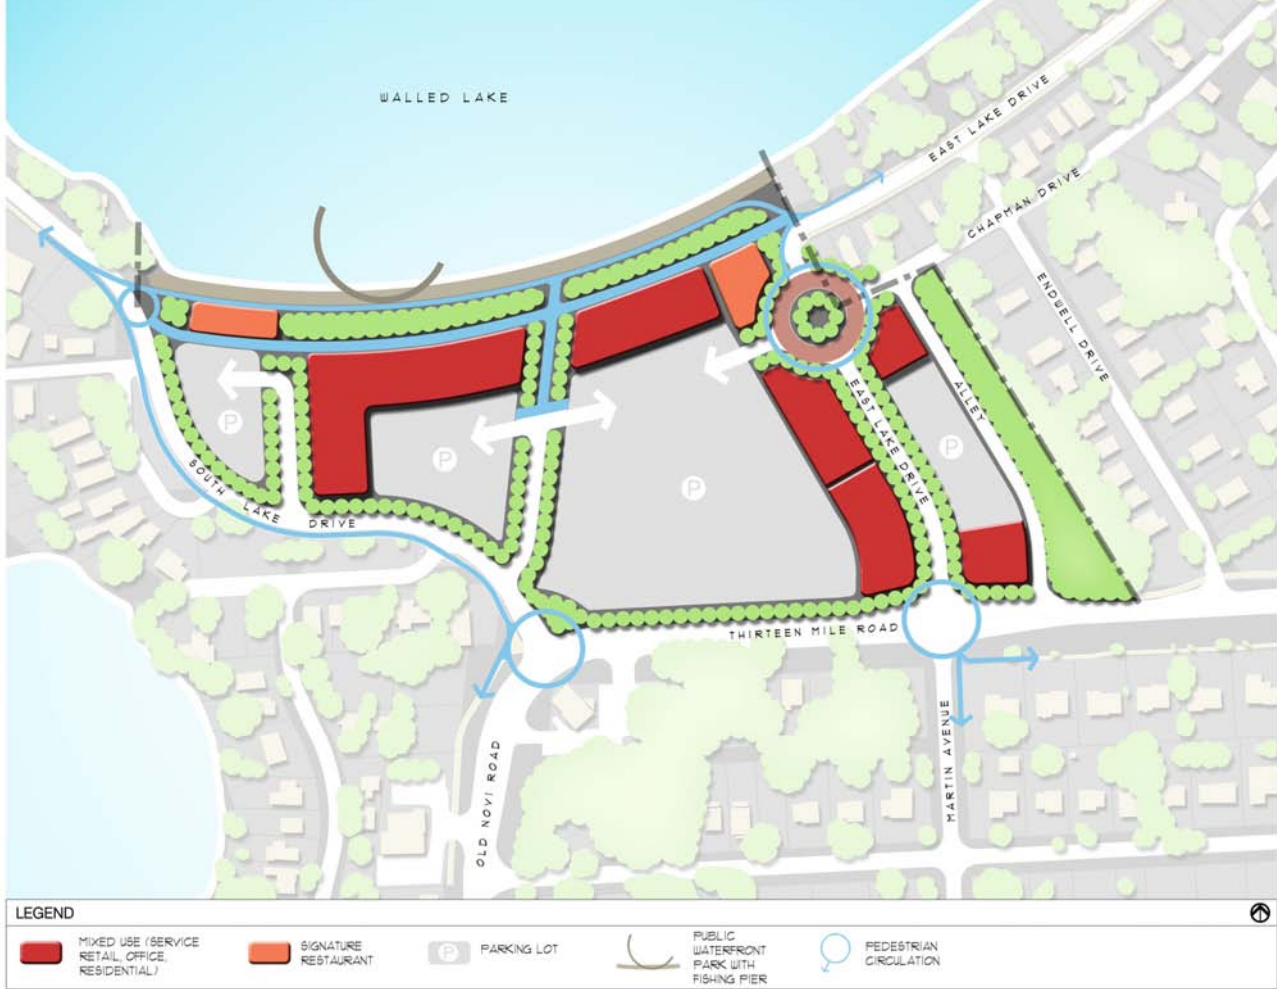 WALLED LAKE
EAST LAKE DRIVE
CHAPMAN DRIVE
ENDWELL DRIVE
ALLEY
EAST LAKE DRIVE
P
P
P
P
SOUTH LAKE DRIVE
THIRTEEN MILE ROAD
MARTIN AVENUE
OLD NOVI ROAD
LEGEND
MIXED USE (SERVICE
RETAIL, OFFICE,
RESIDENTIAL)
SIGNATURE
RESTAURANT
P
PARKING LOT
PUBLIC
WATERFRONT
PARK WITH
FISHING PIER
PEDESTRIAN
CIRCULATION